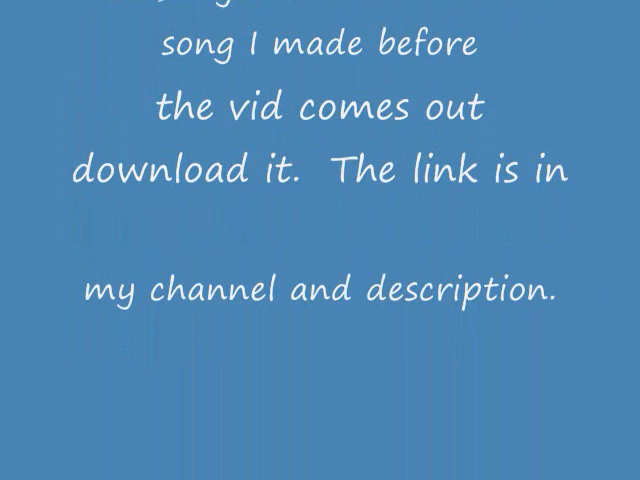 song I made before
the vid comes out
download it. The link is in
my channel and description.